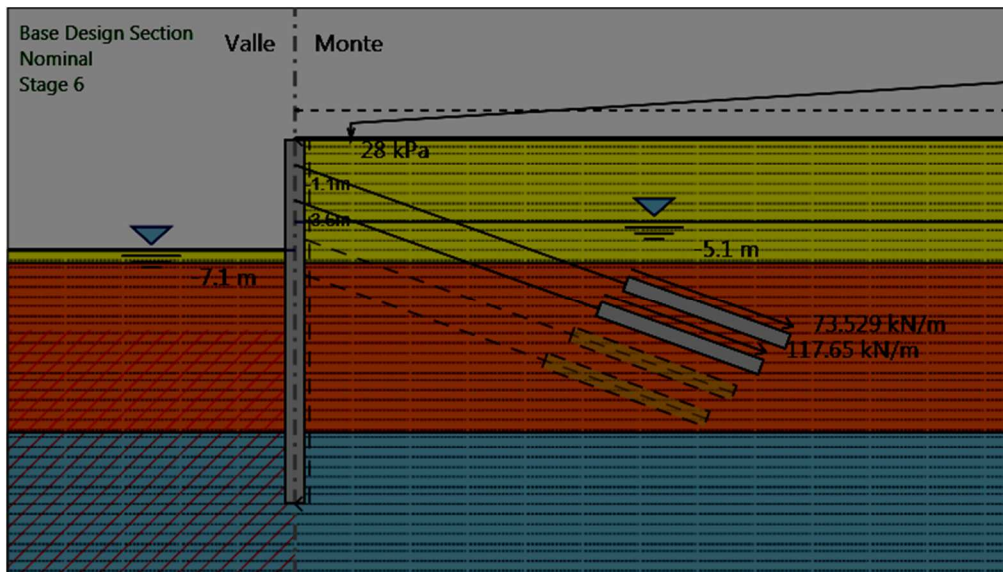 Base Design Section
Nominal
Stage 6
Valle
Monte
28 kPa
-1.1m
-3.6m
-5.1 m
-7.1 m
73.529 kN/m
117.65 kN/m